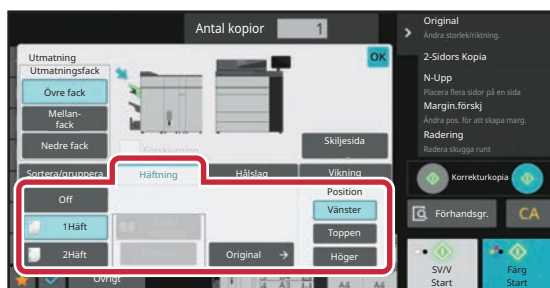 Antal kopior 1
Utmatning
OK
Utmatningsfack
Övre fack
Mellan-
fack
Nedre fack
Förskjutning
Skiljesida
Sortera/gruppera
Häftning
Hålslag
Vikning
Off
1Häft
2Häft
Original
Position
Vänster
Toppen
Höger
Övrigt
A4 A4
Original
Ändra storlek/riktning.
2-Sidors Kopia
N-Upp
Placera flera sidor på en sida
Margin.förskj
Ändra pos. för att skapa marg.
Radering
Radera skugga runt
Korrekturkopia
Förhandsgr.
CA
SV/V
Start
Färg
Start